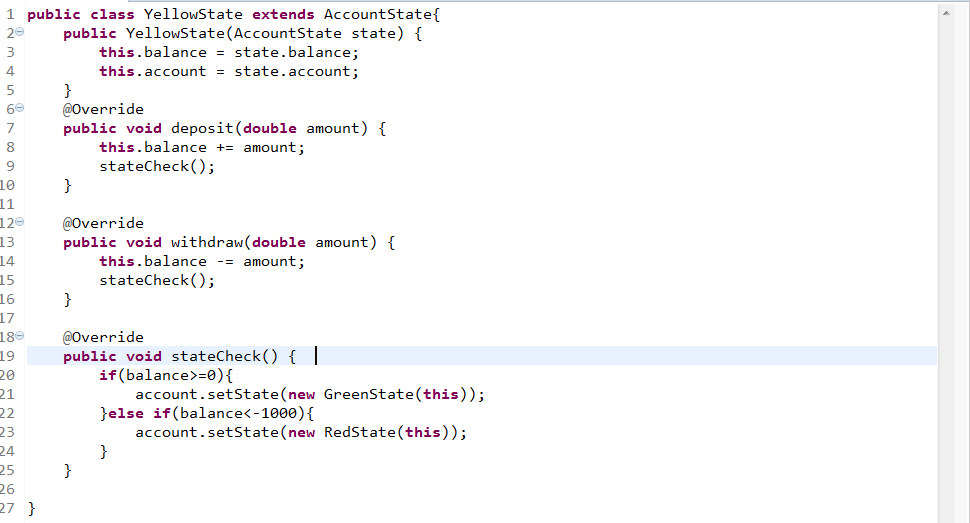 1 public class YellowState extends AccountState{
2 public YellowState(AccountState state) {
3 this.balance = state.balance;
4 this.account = state.account;
5 }
6 @Override
7 public void deposit(double amount) {
8 this.balance += amount;
9 stateCheck();
10 }
11
12 @Override
13 public void withdraw(double amount) {
14 this.balance -= amount;
15 stateCheck();
16 }
17
18 @Override
19 public void stateCheck() {
20 if(balance>=0){
21 account.setState(new GreenState(this));
22 }else if(balance<-1000){
23 account.setState(new RedState(this));
24 }
25 }
26
27 }